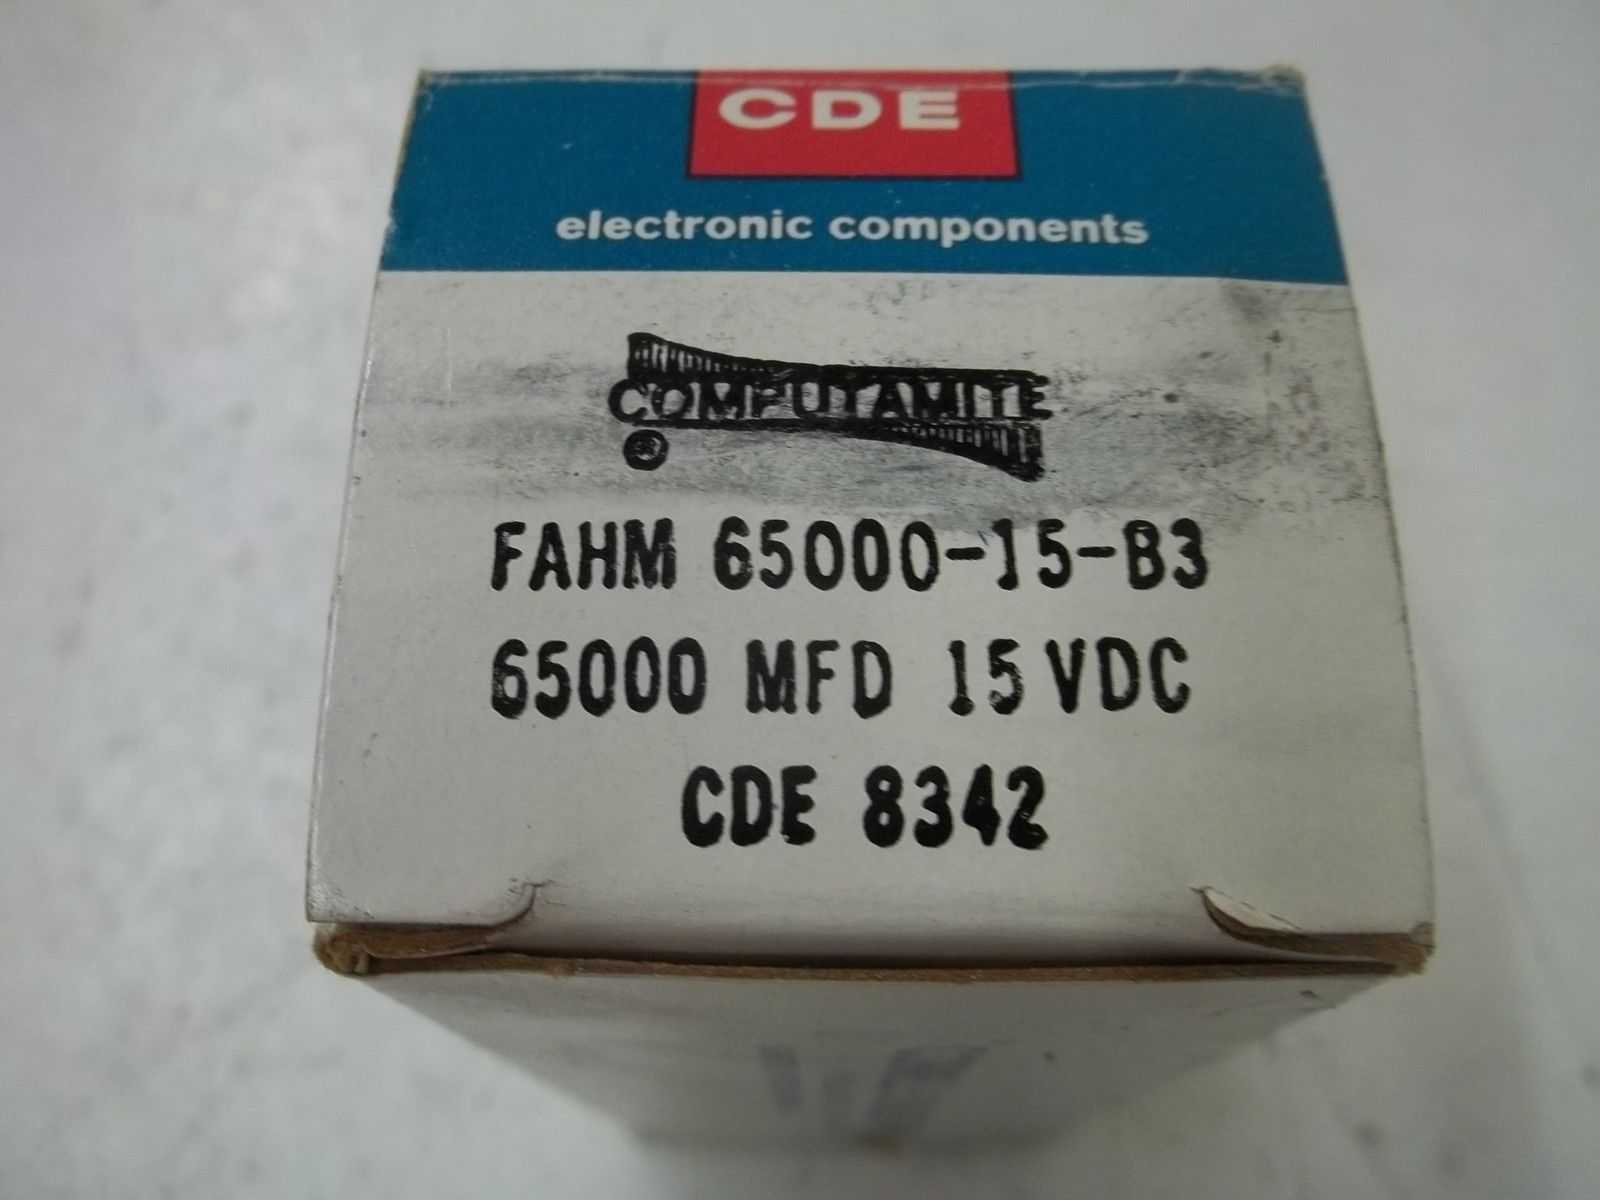 CDE
electronic components
COMPUTAMITE
®
FAHM 65000-15-B3
65000 MFD 15 VDC
CDE 8342